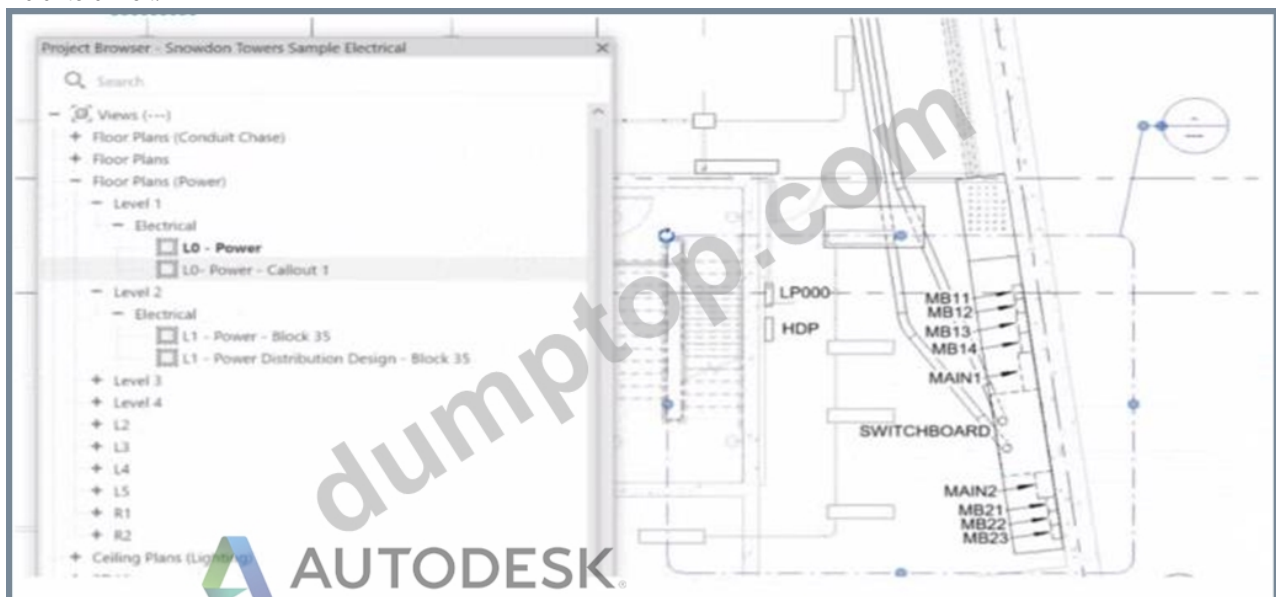 Project Browser - Snowdon Towers Sample Electrical
Search
Views (---)
Floor Plans (Conduit Chase)
Floor Plans
Floor Plans (Power)
Level 1
Electrical
L0 - Power
L0- Power - Callout 1
Level 2
Electrical
L1 - Power - Block 35
L1 - Power Distribution Design - Block 35
Level 3
Level 4
L2
L3
L4
L5
R1
R2
Ceiling Plans (Lighting)
LP000
HDP
MB11
MB12
MB13
MB14
MAIN1
SWITCHBOARD
MAIN2
MB21
MB22
MB23
dumptop.com
AUTODESK